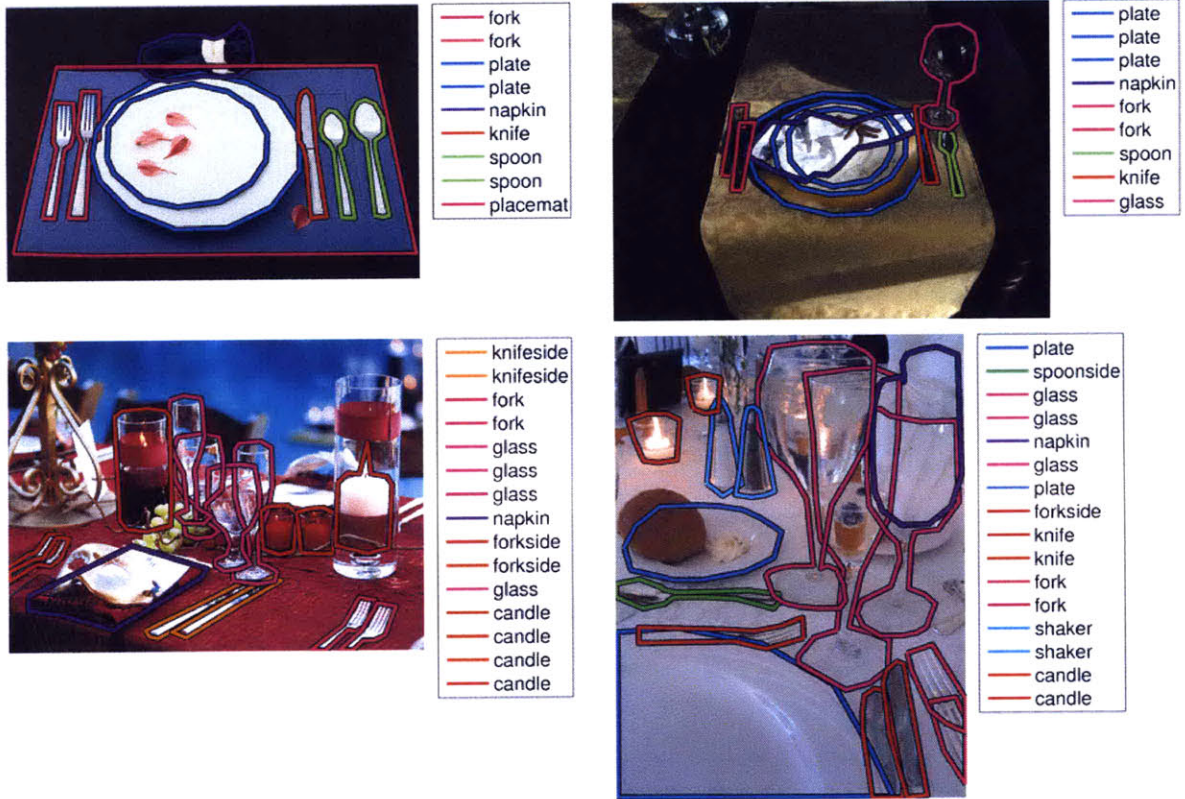 fork
fork
plate
plate
napkin
knife
spoon
spoon
placemat
plate
plate
plate
napkin
fork
fork
spoon
knife
glass
knifeside
knifeside
fork
fork
glass
glass
glass
napkin
forkside
forkside
glass
candle
candle
candle
candle
plate
spoonside
glass
glass
napkin
glass
plate
forkside
knife
knife
fork
fork
shaker
shaker
candle
candle